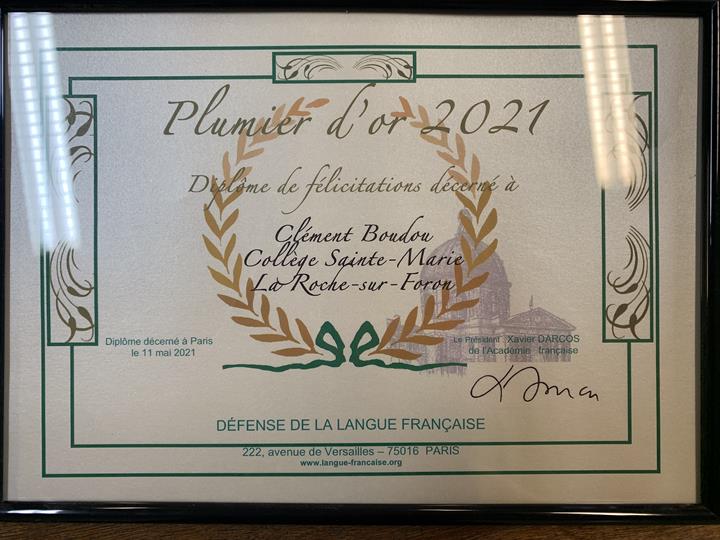 Plumier d'or 2021
Diplôme de félicitations décerné à
Clément Boudou
Collège Sainte-Marie
La Roche-sur-Foron
Diplôme décerné à Paris
le 11 mai 2021
Le Président Xavier DARCOS
de l'Académie française
DÉFENSE DE LA LANGUE FRANÇAISE
222, avenue de Versailles – 75016 PARIS
www.langue-francaise.org